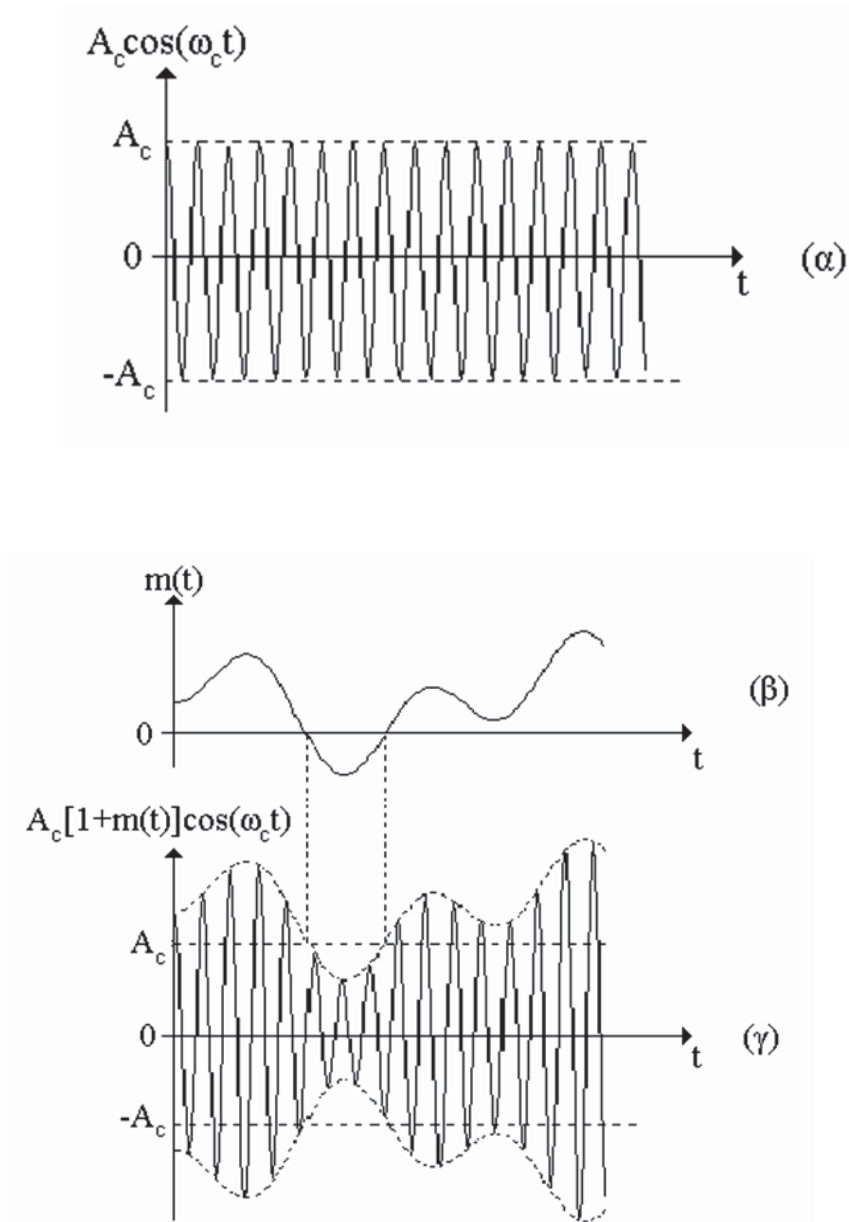 A_c cos(ω_c t)
A_c
0
t
(α)
-A_c
m(t)
(β)
0
t
A_c[1+m(t)]cos(ω_c t)
A_c
0
t
(γ)
-A_c